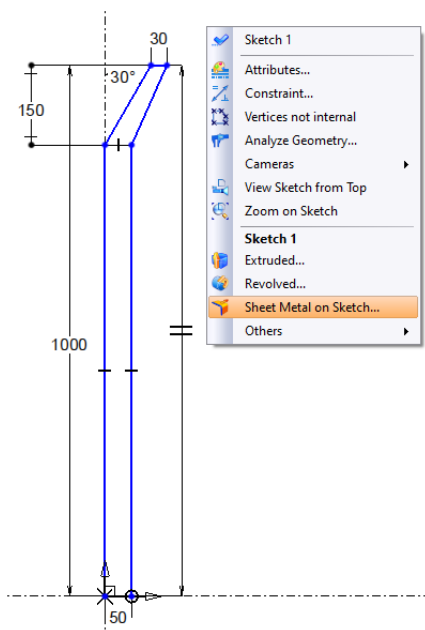 30
30°
150
1000
50
Sketch 1
Attributes...
Constraint...
Vertices not internal
Analyze Geometry...
Cameras
View Sketch from Top
Zoom on Sketch
Sketch 1
Extruded...
Revolved...
Sheet Metal on Sketch...
Others